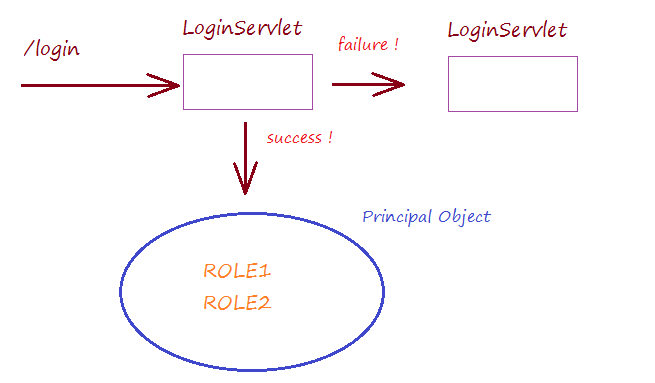 /login
LoginServlet
failure !
LoginServlet
success !
Principal Object
ROLE1
ROLE2